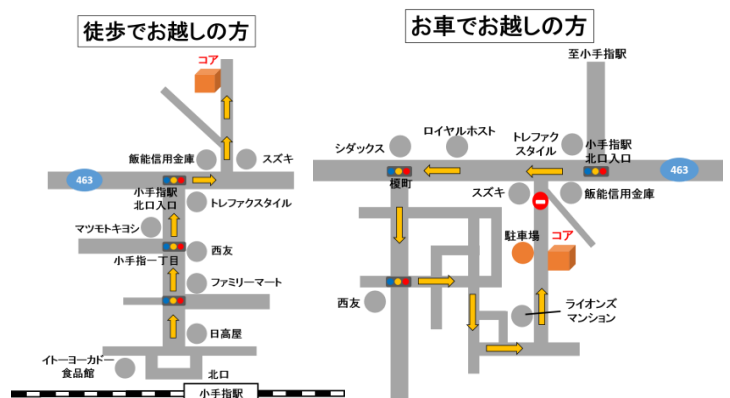 徒歩でお越しの方
コア
飯能信用金庫
スズキ
463
小手指駅
北口入口
トレファクスタイル
マツモトキヨシ
西友
小手指一丁目
ファミリーマート
日高屋
イトーヨーカドー
食品館
北口
小手指駅
お車でお越しの方
至小手指駅
ロイヤルホスト
シダックス
トレファク
スタイル
小手指駅
北口入口
榎町
463
スズキ
飯能信用金庫
駐車場
コア
西友
ライオンズ
マンション